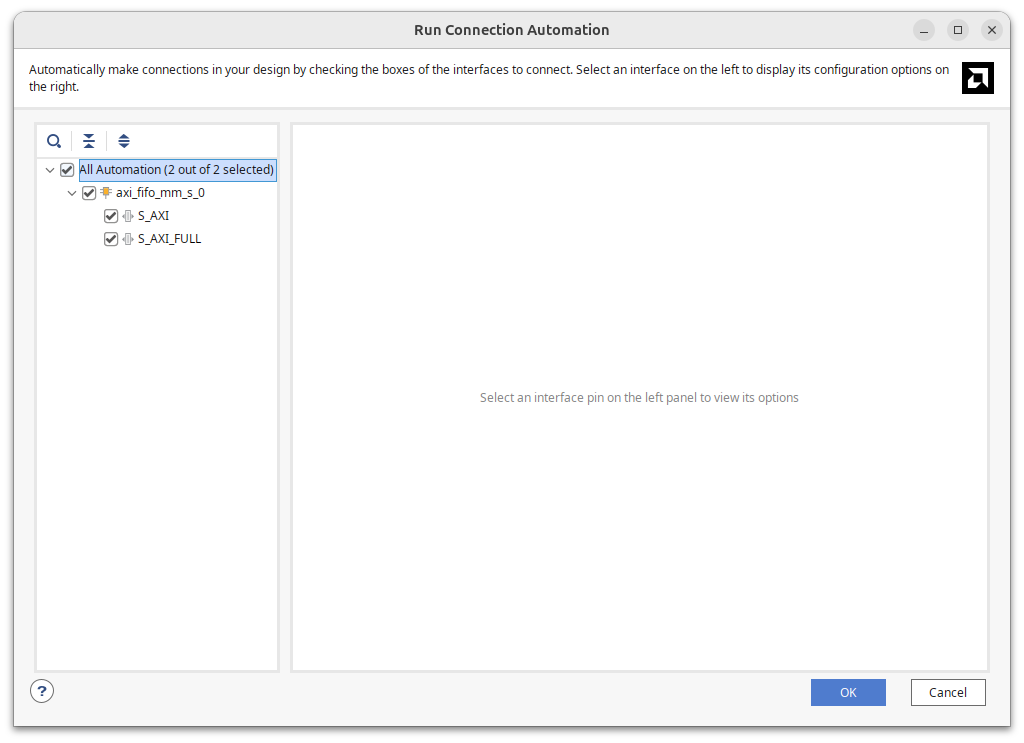 Run Connection Automation
Automatically make connections in your design by checking the boxes of the interfaces to connect. Select an interface on the left to display its configuration options on
the right.
All Automation (2 out of 2 selected)
axi_fifo_mm_s_0
S_AXI
S_AXI_FULL
Select an interface pin on the left panel to view its options
?
OK
Cancel